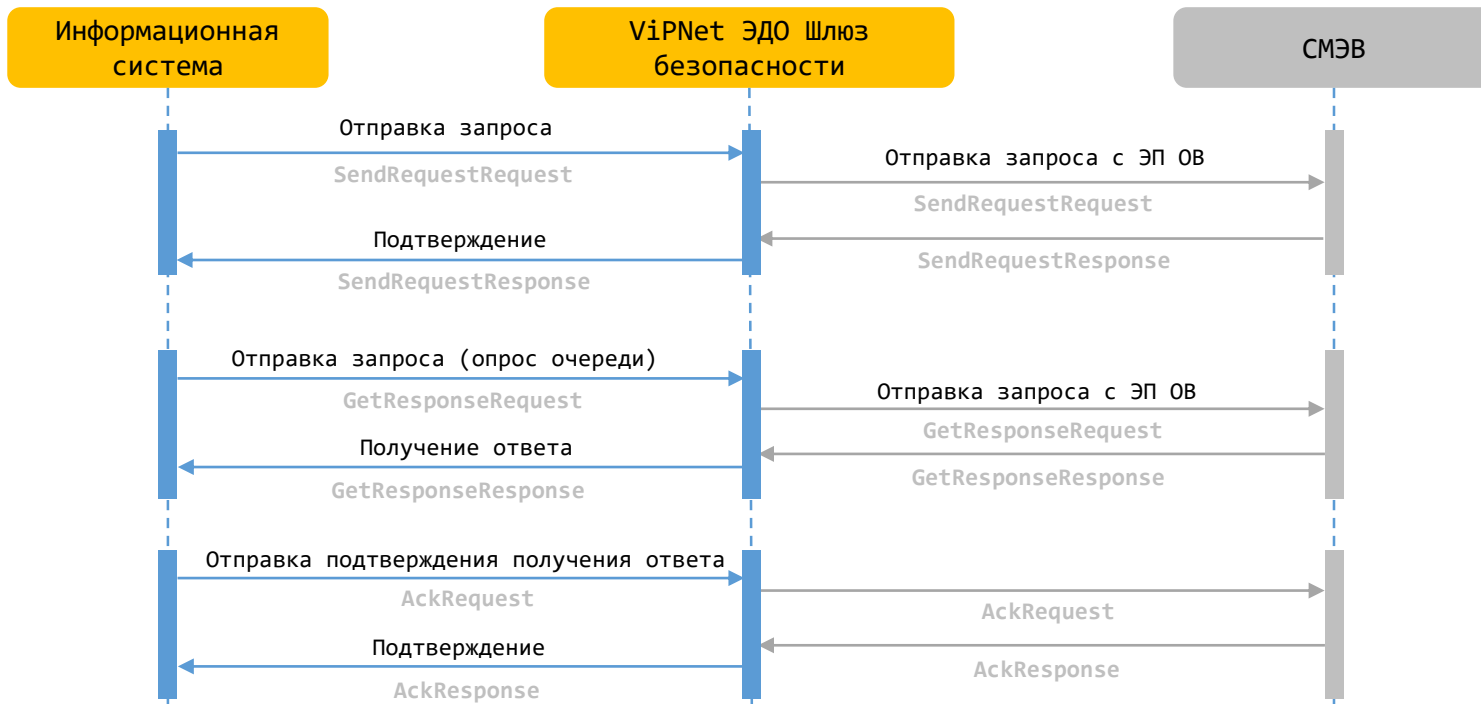 Информационная
система
ViPNet ЭДО Шлюз
безопасности
СМЭВ
Отправка запроса
SendRequestRequest
Отправка запроса с ЭП ОВ
SendRequestRequest
Подтверждение
SendRequestResponse
SendRequestResponse
Отправка запроса (опрос очереди)
GetResponseRequest
Отправка запроса с ЭП ОВ
GetResponseRequest
Получение ответа
GetResponseResponse
GetResponseResponse
Отправка подтверждения получения ответа
AckRequest
AckRequest
Подтверждение
AckResponse
AckResponse